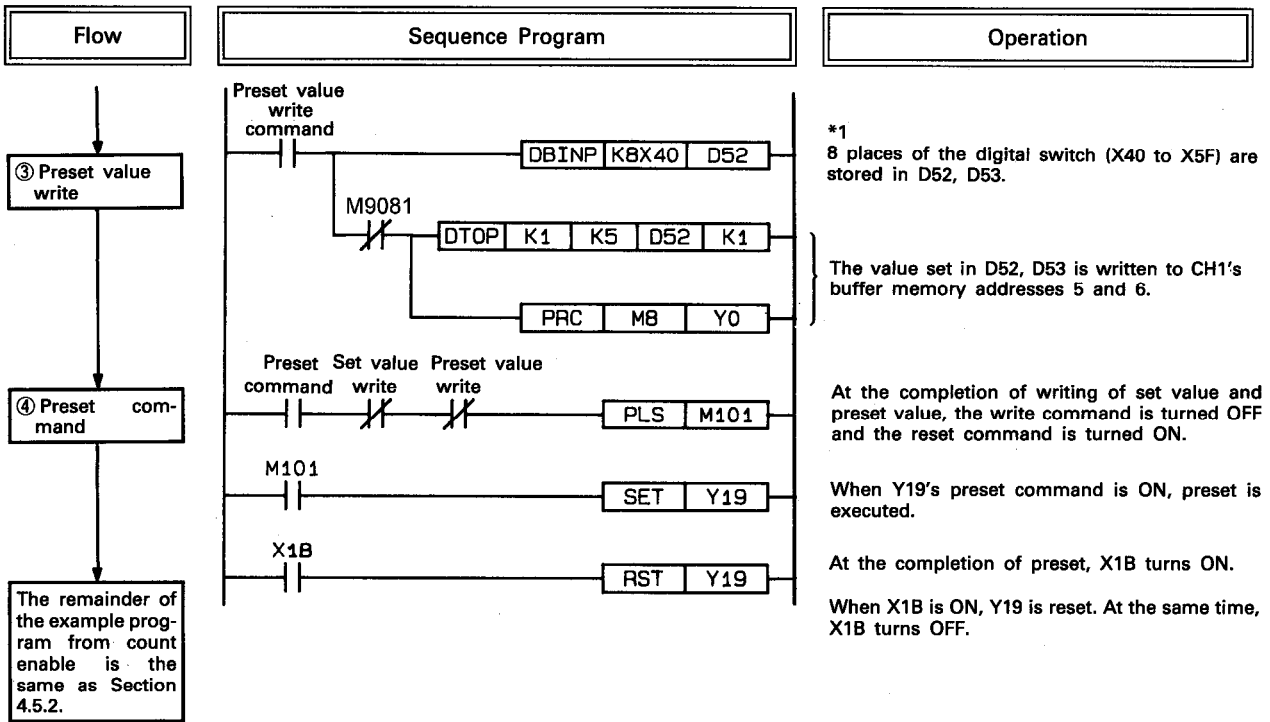 Flow
Sequence Program
Operation
③ Preset value
write
④ Preset com-
mand
The remainder of
the example prog-
ram from count
enable is the
same as Section
4.5.2.
Preset value
write
command
DBINP K8X40 D52
M9081
DTOP K1 K5 D52 K1
PRC M8 Y0
Preset Set value Preset value
command write write
PLS M101
M101
SET Y19
X1B
RST Y19
*1
8 places of the digital switch (X40 to X5F) are
stored in D52, D53.
The value set in D52, D53 is written to CH1's
buffer memory addresses 5 and 6.
At the completion of writing of set value and
preset value, the write command is turned OFF
and the reset command is turned ON.
When Y19's preset command is ON, preset is
executed.
At the completion of preset, X1B turns ON.
When X1B is ON, Y19 is reset. At the same time,
X1B turns OFF.